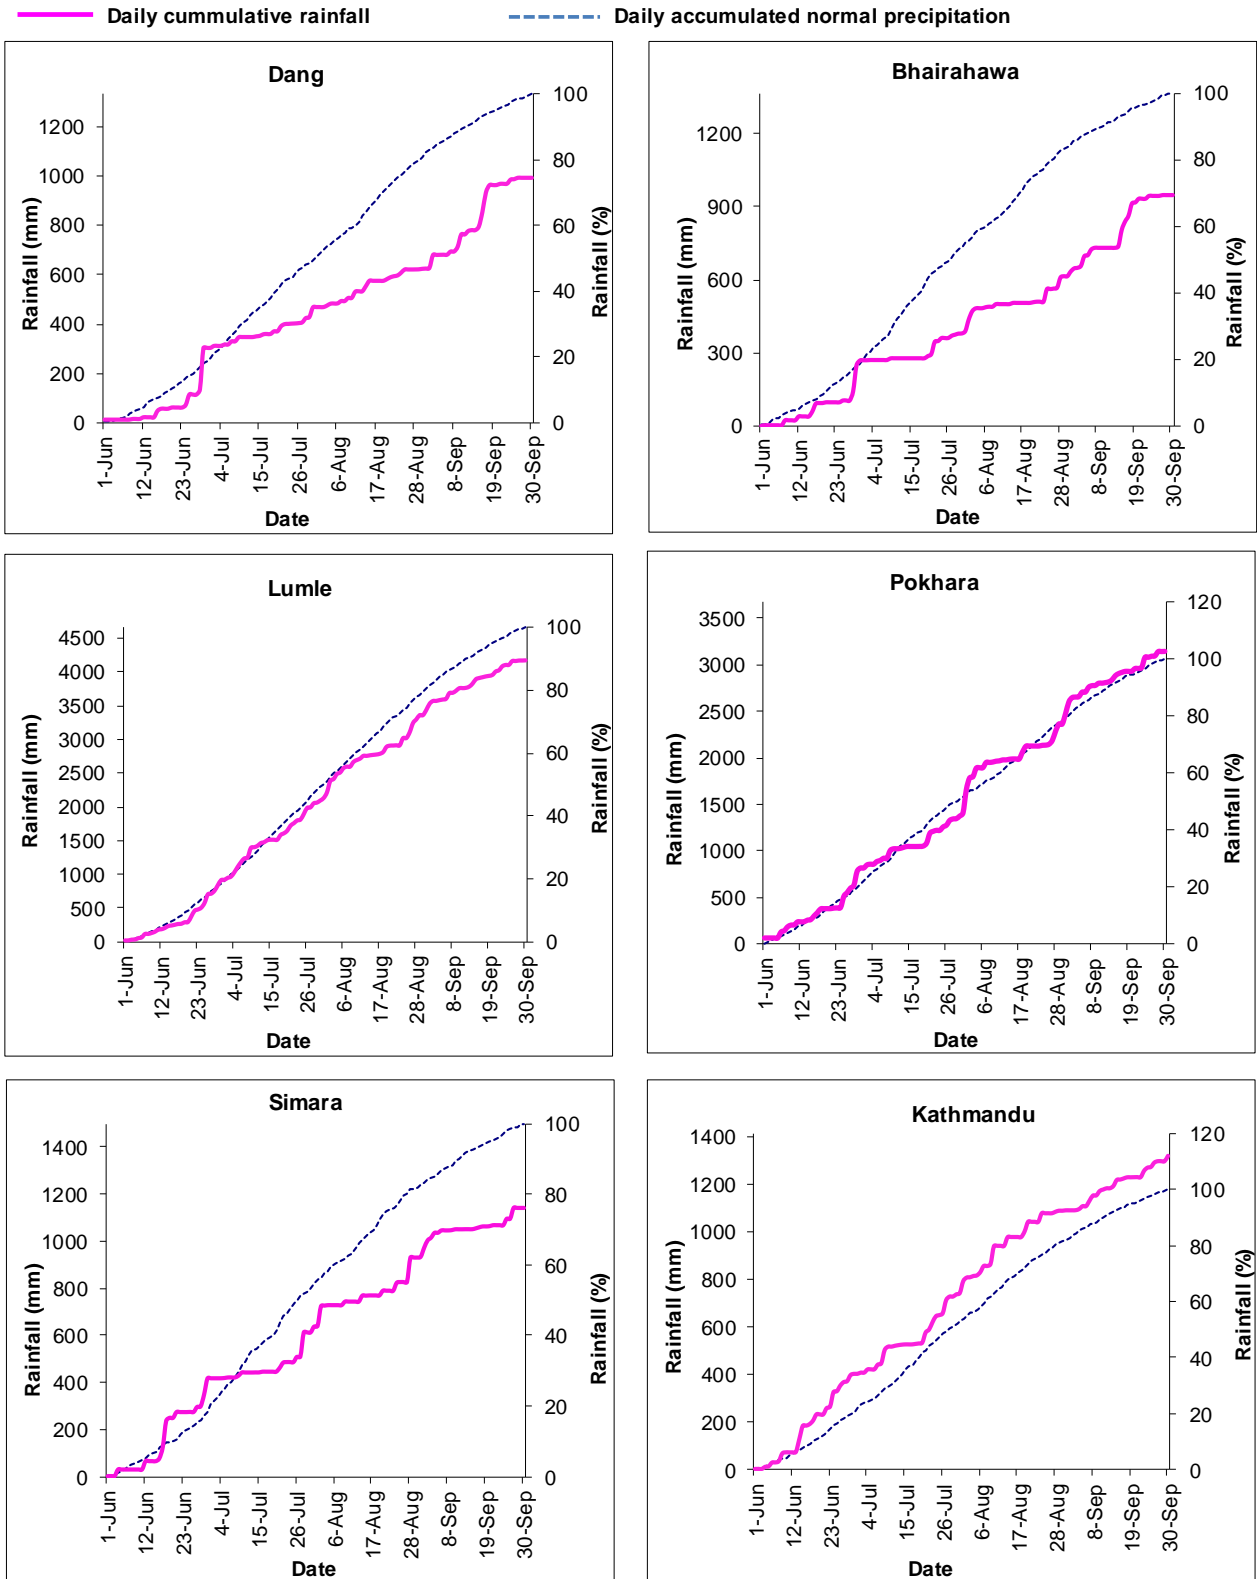 Daily cummulative rainfall Daily accumulated normal precipitation
Dang
Rainfall (mm)
1200
1000
800
600
400
200
0
100
80
60
40
20
0
Rainfall (%)
1-Jun 12-Jun 23-Jun 4-Jul 15-Jul 26-Jul 6-Aug 17-Aug 28-Aug 8-Sep 19-Sep 30-Sep
Date
Bhairahawa
Rainfall (mm)
1200
900
600
300
0
100
80
60
40
20
0
Rainfall (%)
1-Jun 12-Jun 23-Jun 4-Jul 15-Jul 26-Jul 6-Aug 17-Aug 28-Aug 8-Sep 19-Sep 30-Sep
Date
Lumle
Rainfall (mm)
4500
4000
3500
3000
2500
2000
1500
1000
500
0
100
80
60
40
20
0
Rainfall (%)
1-Jun 12-Jun 23-Jun 4-Jul 15-Jul 26-Jul 6-Aug 17-Aug 28-Aug 8-Sep 19-Sep 30-Sep
Date
Pokhara
Rainfall (mm)
3500
3000
2500
2000
1500
1000
500
0
120
100
80
60
40
20
0
Rainfall (%)
1-Jun 12-Jun 23-Jun 4-Jul 15-Jul 26-Jul 6-Aug 17-Aug 28-Aug 8-Sep 19-Sep 30-Sep
Date
Simara
Rainfall (mm)
1400
1200
1000
800
600
400
200
0
100
80
60
40
20
0
Rainfall (%)
1-Jun 12-Jun 23-Jun 4-Jul 15-Jul 26-Jul 6-Aug 17-Aug 28-Aug 8-Sep 19-Sep 30-Sep
Date
Kathmandu
Rainfall (mm)
1400
1200
1000
800
600
400
200
0
120
100
80
60
40
20
0
Rainfall (%)
1-Jun 12-Jun 23-Jun 4-Jul 15-Jul 26-Jul 6-Aug 17-Aug 28-Aug 8-Sep 19-Sep 30-Sep
Date